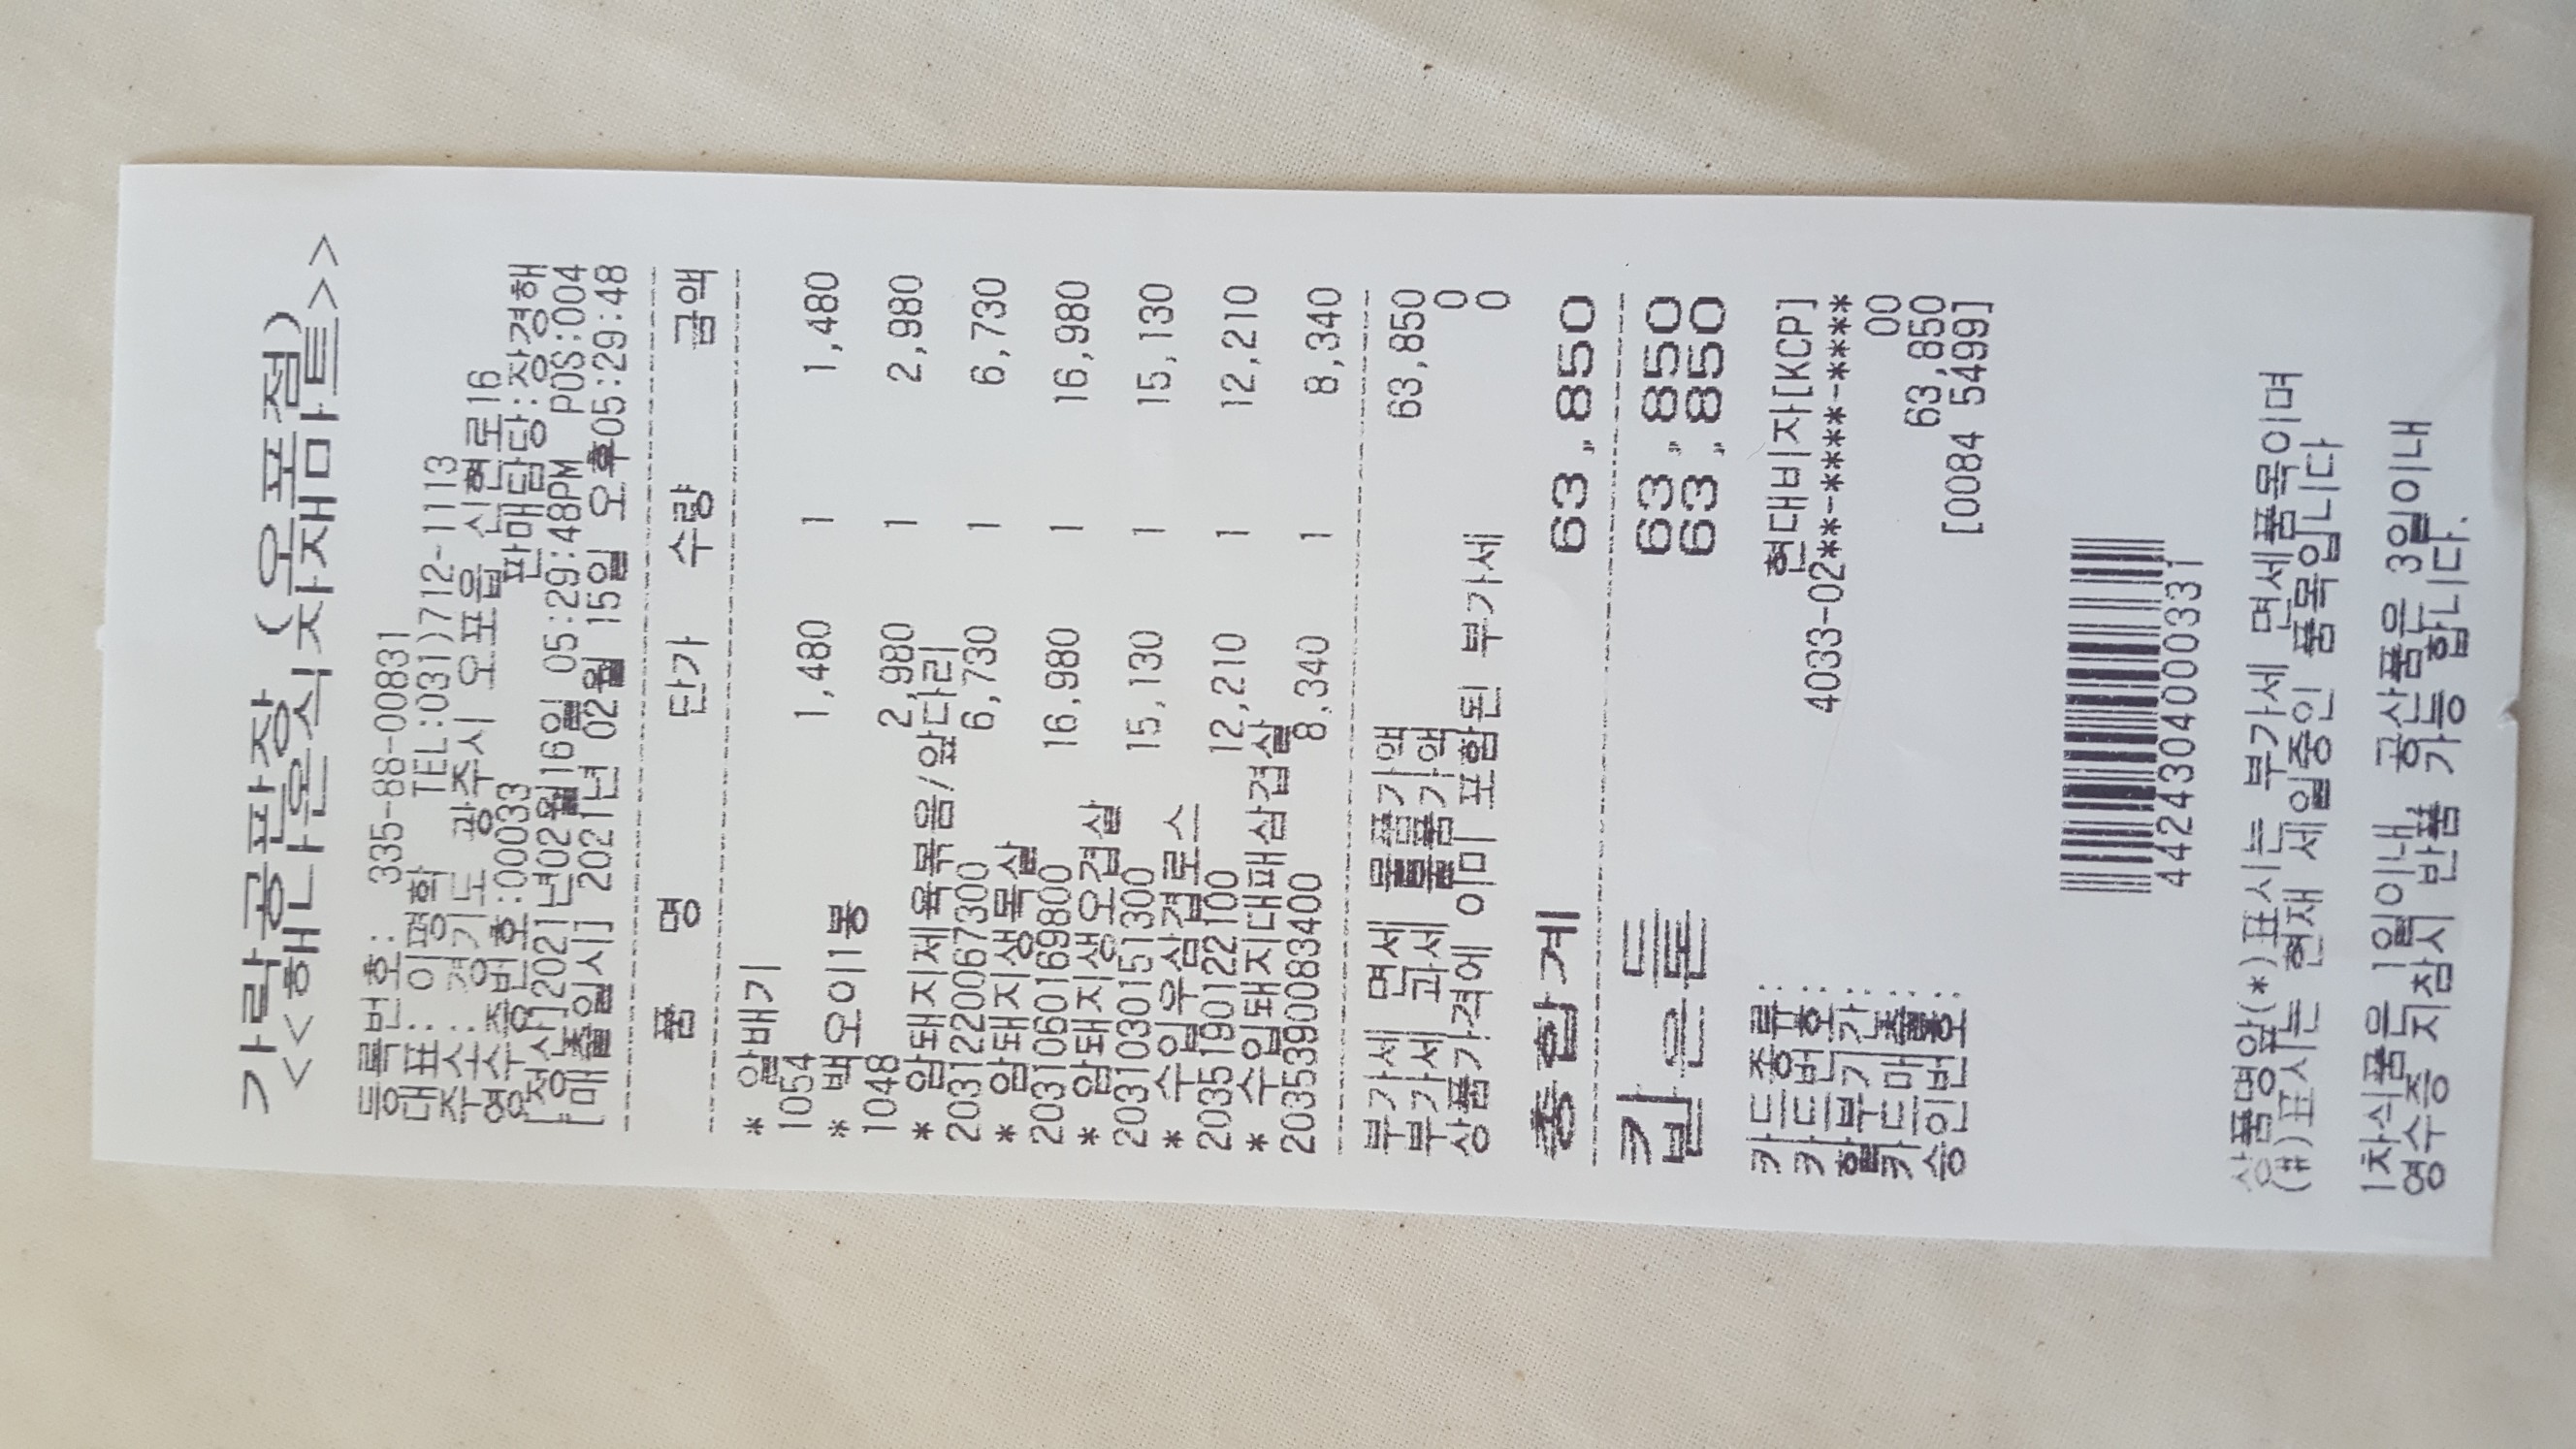 가락공판장 (오포점)
<<해나온식자재마트>>
등록번호: 335-88-00831
대표: 이평확 TEL:031)712-1113
주소: 경기도 광주시 오포읍 신현로16
영수증번호:00033 판매담당:장경해
[정산]2021년02월16일 05:29:48PM POS:004
[매출일시] 2021년 02월 15일 오후05:29:48
품 명 단가 수량 금액
* 알배기
1054 1,480 1 1,480
* 백오이1봉
1048 2,980 1 2,980
* 암돼지제육볶음/앞다리
2031220067300 6,730 1 6,730
* 암돼지생목살
2031060169800 16,980 1 16,980
* 암돼지생오겹살
2031030151300 15,130 1 15,130
* 수입우삼겹로스
2035190122100 12,210 1 12,210
* 수입돼지대패삼겹살
2035390083400 8,340 1 8,340
부가세 면세 물품가액 63,850
부가세 과세 물품가액 0
상품가격에 이미 포함된 부가세 0
총합계 63,850
카 드 63,850
받은돈 63,850
카드종류: 현대비자[KCP]
카드번호: 4033-02**-****-****
할부기간: 00
카드매출: 63,850
승인번호: [0084 5499]
4424304000331
상품명앞(*)표시는 부가세 면세품목이며
(#)표시는 현재 세일중인 품목입니다
1차식품은 1일이내, 공산품은 3일이내
영수증 지참시 반품 가능 합니다.